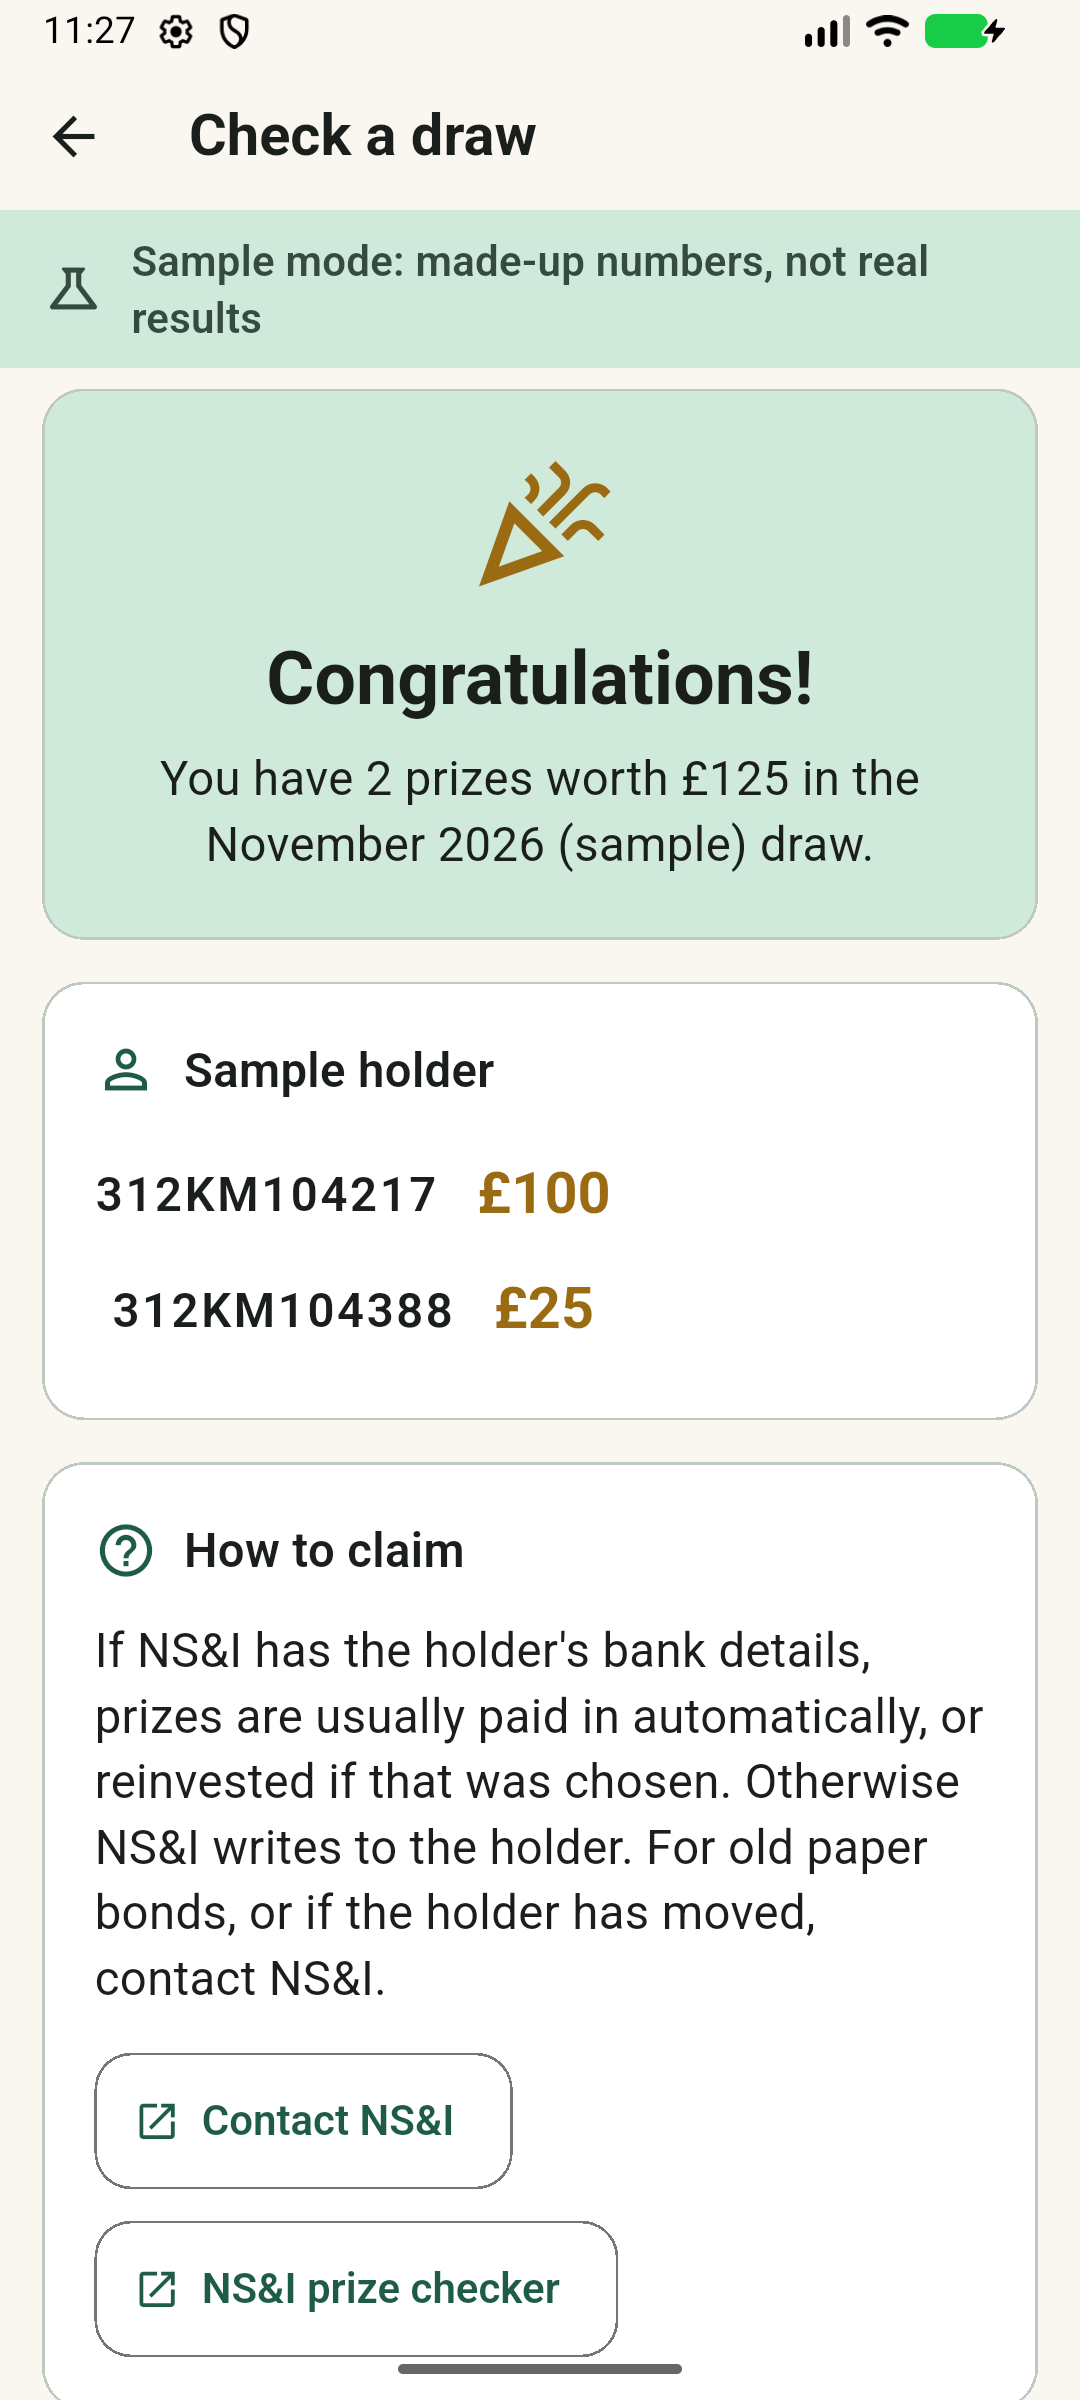 11:27
Check a draw
Sample mode: made-up numbers, not real
results
Congratulations!
You have 2 prizes worth £125 in the
November 2026 (sample) draw.
Sample holder
312KM104217 £100
312KM104388 £25
How to claim
If NS&I has the holder's bank details,
prizes are usually paid in automatically, or
reinvested if that was chosen. Otherwise
NS&I writes to the holder. For old paper
bonds, or if the holder has moved,
contact NS&I.
Contact NS&I
NS&I prize checker